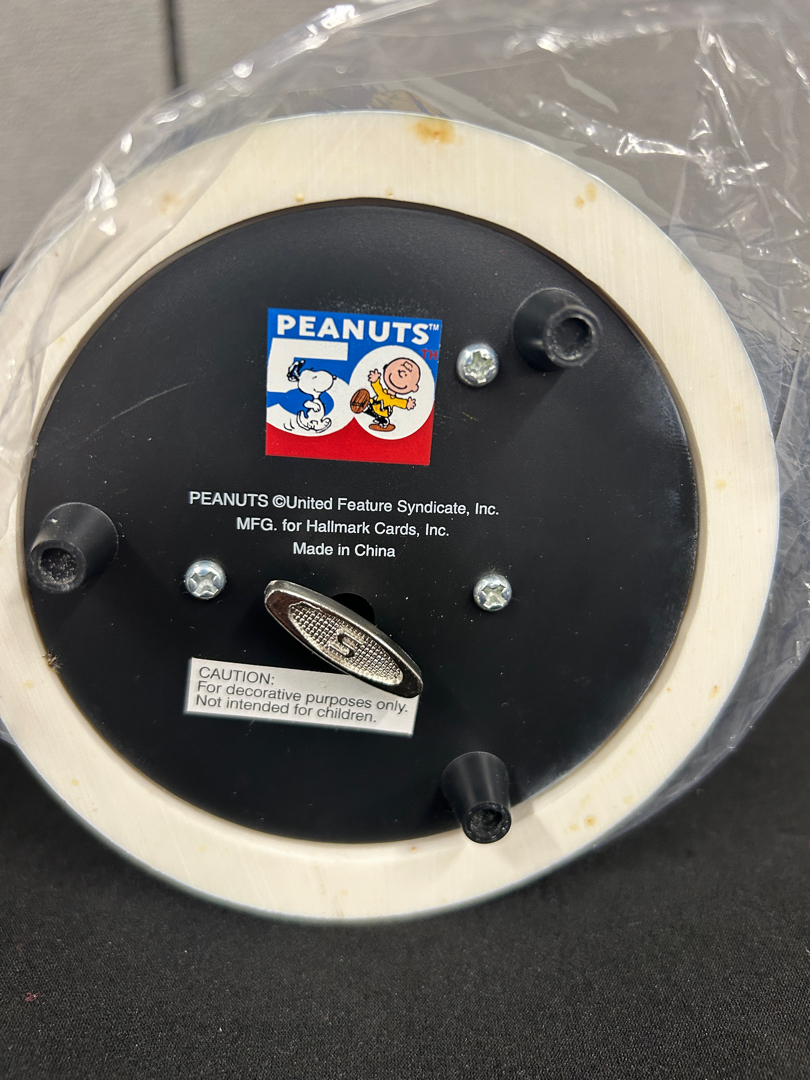 PEANUTS™
50™
PEANUTS ©United Feature Syndicate, Inc.
MFG. for Hallmark Cards, Inc.
Made in China
S
CAUTION:
For decorative purposes only.
Not intended for children.